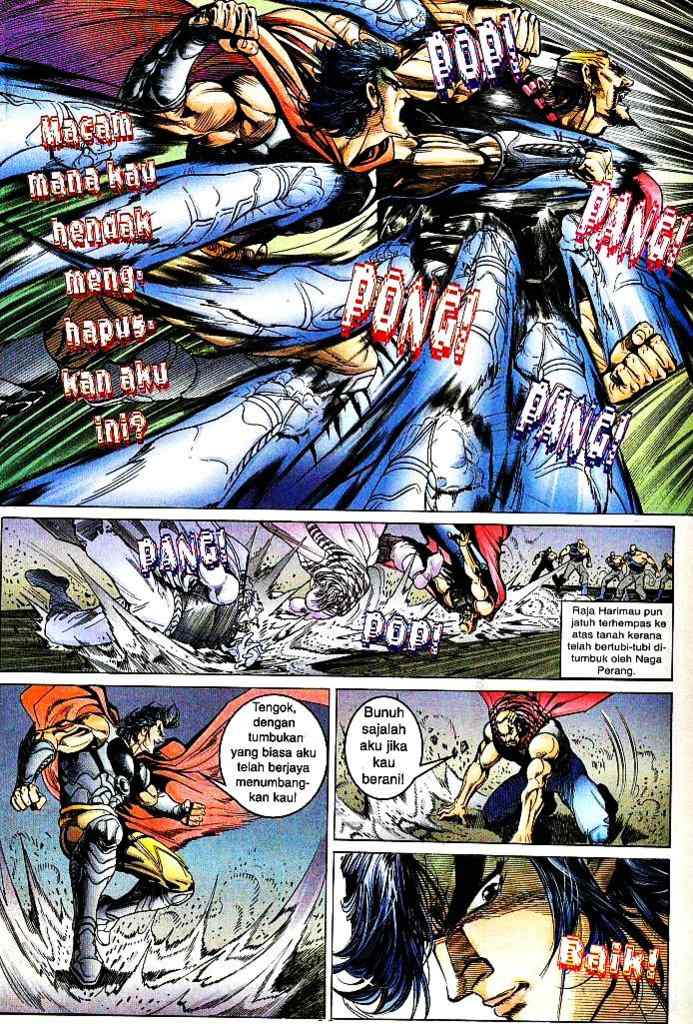 POP!
Macam
mana kau
hendak
meng-
hapus-
kan aku
ini?
PANG!
PONG!
PANG!
PANG!
POP!
Raja Harimau pun
jatuh terhempas ke
atas tanah kerana
telah bertubi-tubi di-
tumbuk oleh Naga
Perang.
Tengok,
dengan
tumbukan
yang biasa aku
telah berjaya
menumbang-
kan kau!
Bunuh
sajalah
aku jika
kau
berani!
Baik!